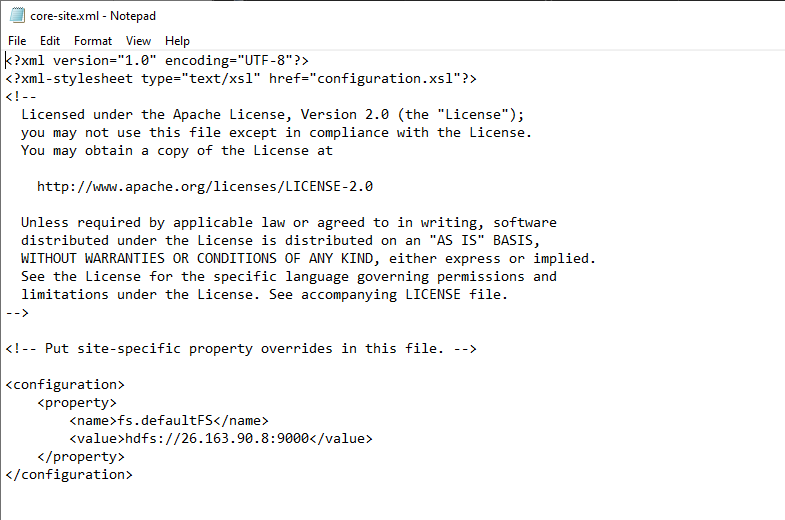 core-site.xml - Notepad
File Edit Format View Help
<?xml version="1.0" encoding="UTF-8"?>
<?xml-stylesheet type="text/xsl" href="configuration.xsl"?>
<!--
  Licensed under the Apache License, Version 2.0 (the "License");
  you may not use this file except in compliance with the License.
  You may obtain a copy of the License at

    http://www.apache.org/licenses/LICENSE-2.0

  Unless required by applicable law or agreed to in writing, software
  distributed under the License is distributed on an "AS IS" BASIS,
  WITHOUT WARRANTIES OR CONDITIONS OF ANY KIND, either express or implied.
  See the License for the specific language governing permissions and
  limitations under the License. See accompanying LICENSE file.
-->

<!-- Put site-specific property overrides in this file. -->

<configuration>
    <property>
        <name>fs.defaultFS</name>
        <value>hdfs://26.163.90.8:9000</value>
    </property>
</configuration>